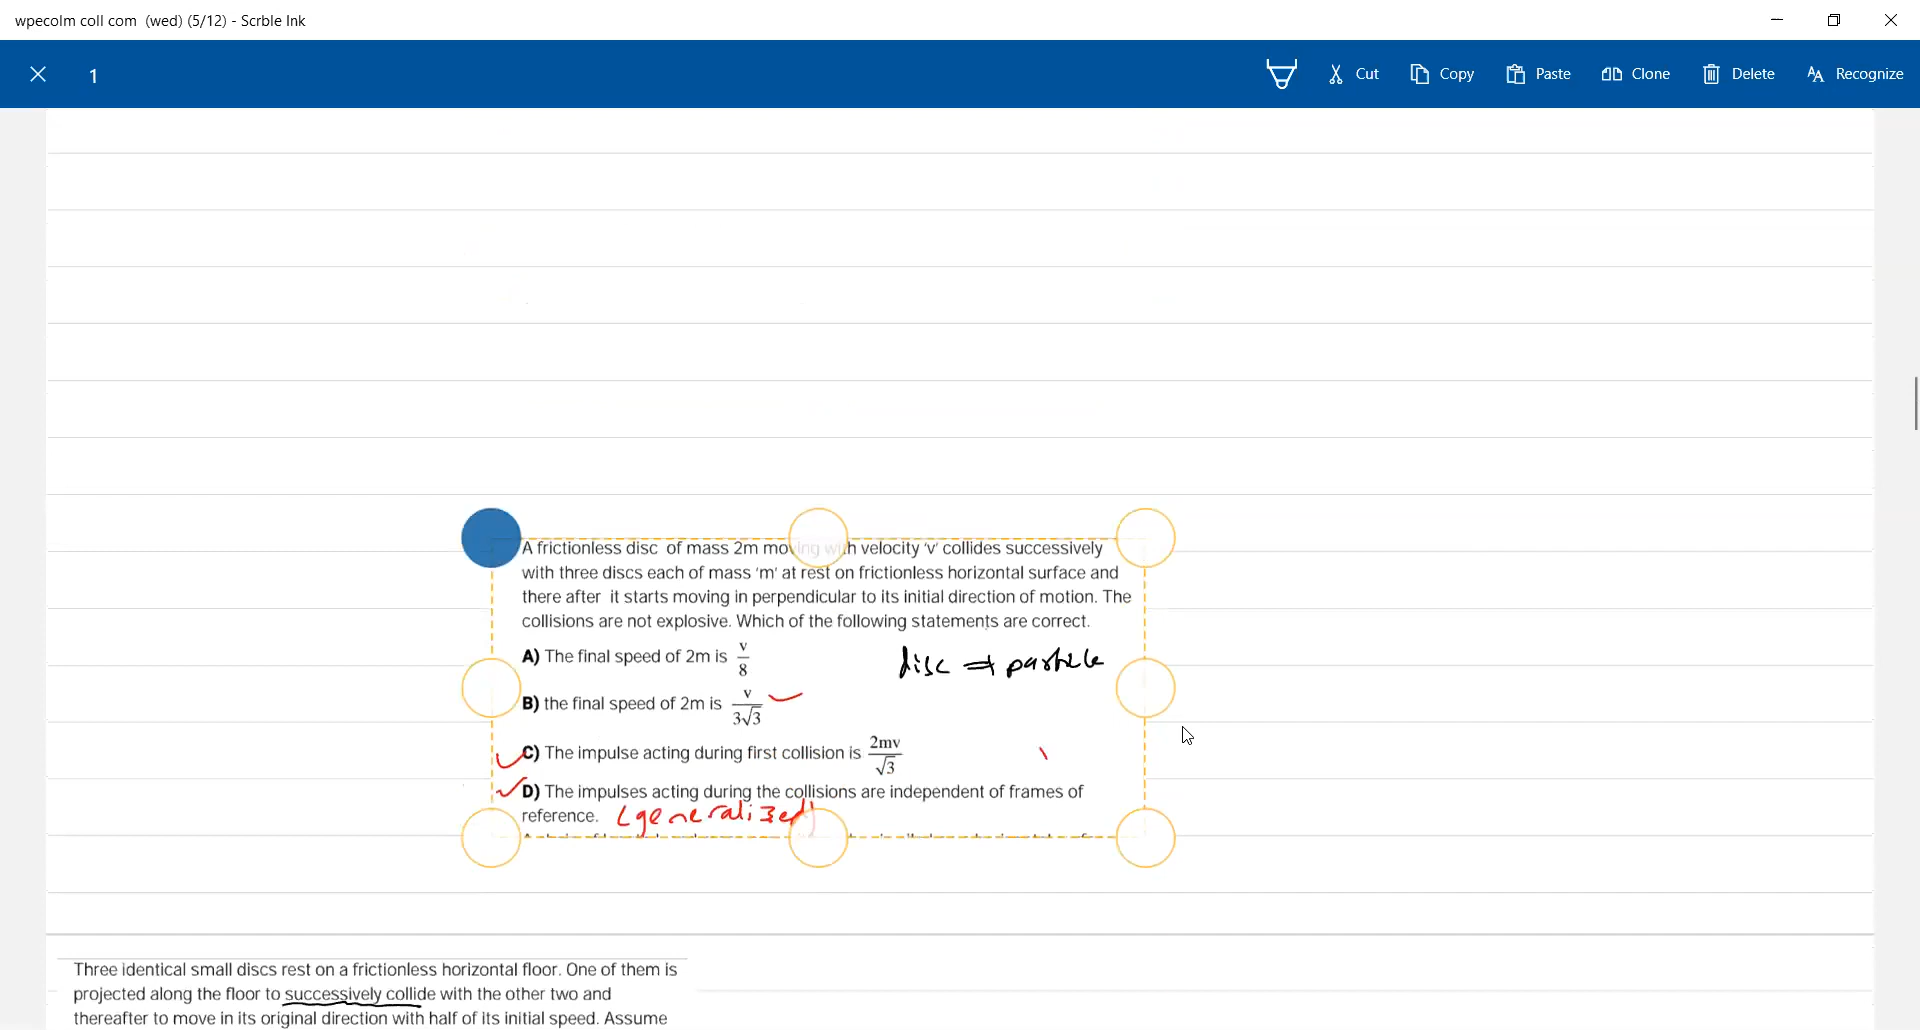 wpecolm coll com (wed) (5/12) - Scrble Ink
1
Cut
Copy
Paste
Clone
Delete
Recognize
A frictionless disc of mass 2m moving with velocity 'v' collides successively
with three discs each of mass 'm' at rest on frictionless horizontal surface and
there after it starts moving in perpendicular to its initial direction of motion. The
collisions are not explosive. Which of the following statements are correct.
A) The final speed of 2m is v/8
disc ⇒ particle
B) the final speed of 2m is v/3√3
C) The impulse acting during first collision is 2mv/√3
D) The impulses acting during the collisions are independent of frames of
reference. (generalized)
Three identical small discs rest on a frictionless horizontal floor. One of them is
projected along the floor to successively collide with the other two and
thereafter to move in its original direction with half of its initial speed. Assume